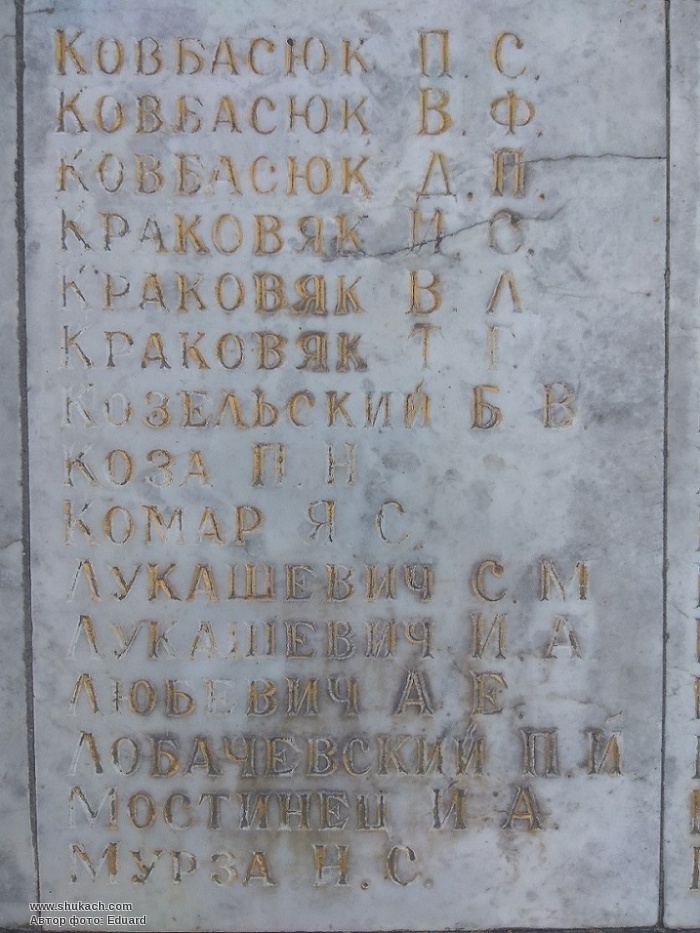 КОВБАСЮК П. С.
КОВБАСЮК В. Ф.
КОВБАСЮК Д. П.
КРАКОВЯК И О.
КРАКОВЯК В Л
КРАКОВЯК Т Г
КОЗЕЛЬСКИЙ Б В
КОЗА П. Н
КОМАР Я С.
ЛУКАШЕВИЧ С. М
ЛУКАШЕВИЧ И А
ЛЮБЕВИЧ А Е.
ЛОБАЧЕВСКИЙ П. И
МОСТИНЕЦ И А.
МУРЗА Н. С.
www.shukach.com
Автор фото: Eduard